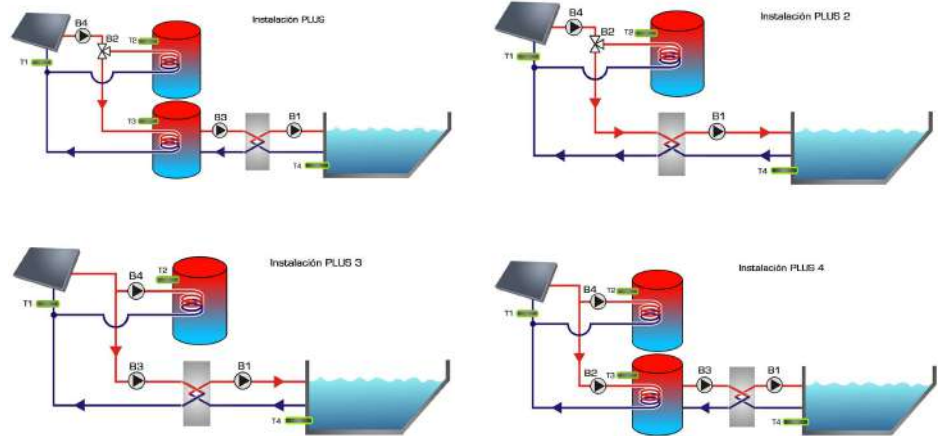 Instalación PLUS
B4
B2
T2
T1
T3
B3
B1
T4
Instalación PLUS 2
B4
B2
T2
T1
B1
T4
Instalación PLUS 3
T2
B4
T1
B3
B1
T4
Instalación PLUS 4
B4
T2
T1
B2
T3
B3
B1
T4